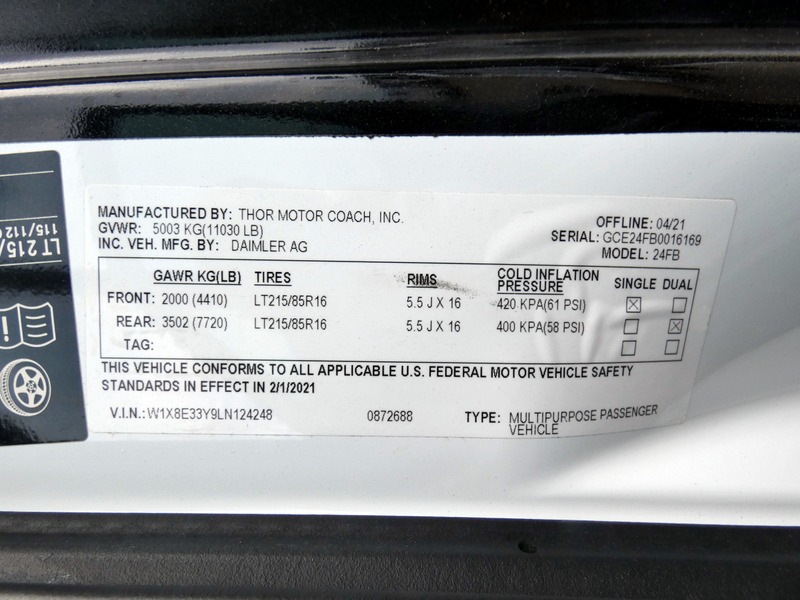 LT 215/
115/112
MANUFACTURED BY: THOR MOTOR COACH, INC.
GVWR: 5003 KG(11030 LB)
INC. VEH. MFG. BY: DAIMLER AG
OFFLINE: 04/21
SERIAL: GCE24FB0016169
MODEL: 24FB
GAWR KG(LB) TIRES RIMS COLD INFLATION PRESSURE SINGLE DUAL
FRONT: 2000 (4410) LT215/85R16 5.5 J X 16 420 KPA(61 PSI) ☒ ☐
REAR: 3502 (7720) LT215/85R16 5.5 J X 16 400 KPA(58 PSI) ☐ ☒
TAG: ☐ ☐
THIS VEHICLE CONFORMS TO ALL APPLICABLE U.S. FEDERAL MOTOR VEHICLE SAFETY
STANDARDS IN EFFECT IN 2/1/2021
V.I.N.: W1X8E33Y9LN124248 0872688 TYPE: MULTIPURPOSE PASSENGER
VEHICLE